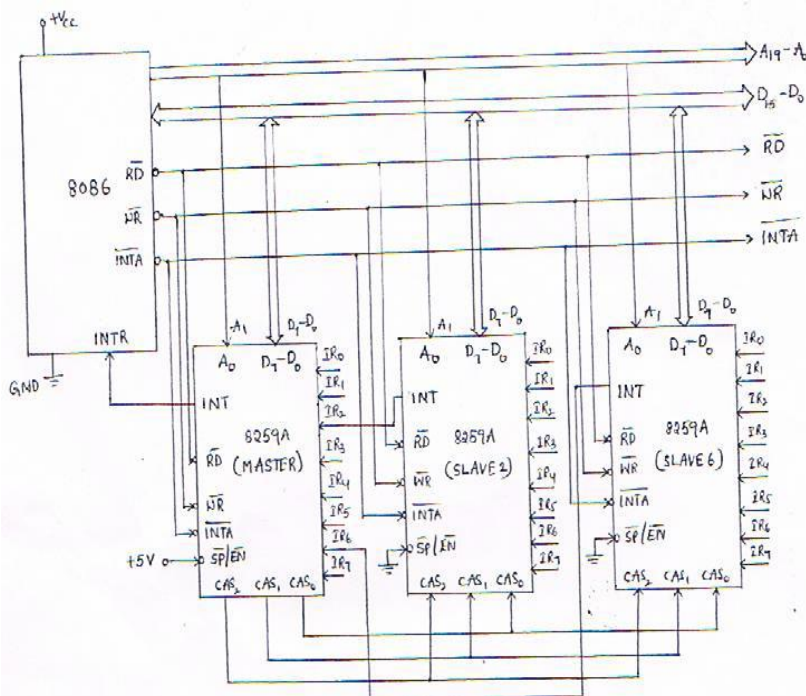 +Vcc
A19-A0
D15-D0
8086
RD
RD
WR
WR
INTA
INTA
INTR
GND
A1
D7-D0
A0
D7-D0
INT
8259A
(MASTER)
RD
WR
INTA
+5V
SP/EN
CAS2 CAS1 CAS0
IR0
IR1
IR2
IR3
IR4
IR5
IR6
IR7
A1
D7-D0
A0
D7-D0
INT
8259A
(SLAVE 2)
RD
WR
INTA
SP/EN
CAS2 CAS1 CAS0
IR0
IR1
IR2
IR3
IR4
IR5
IR6
IR7
A1
D7-D0
A0
D7-D0
INT
8259A
(SLAVE 6)
RD
WR
INTA
SP/EN
CAS2 CAS1 CAS0
IR0
IR1
IR2
IR3
IR4
IR5
IR6
IR7